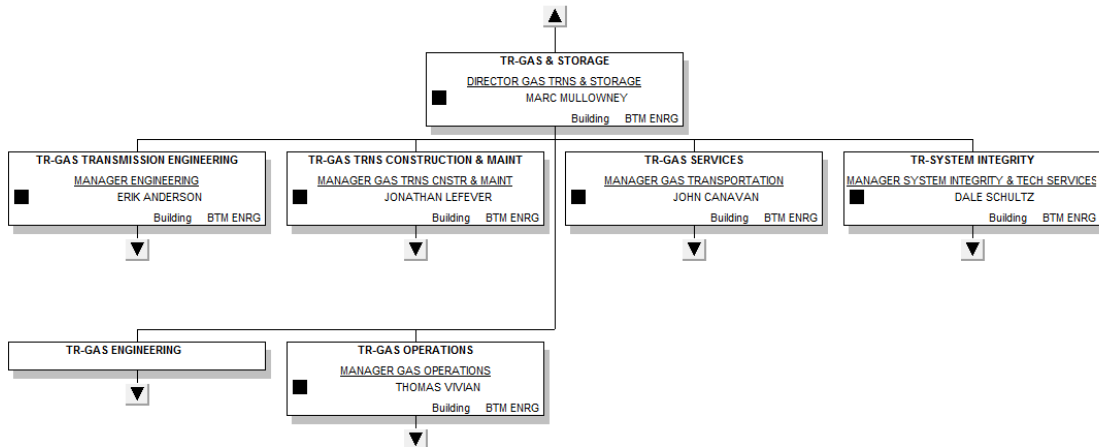 TR-GAS & STORAGE
DIRECTOR GAS TRNS & STORAGE
MARC MULLOWNEY
Building BTM ENRG
TR-GAS TRANSMISSION ENGINEERING
MANAGER ENGINEERING
ERIK ANDERSON
Building BTM ENRG
TR-GAS TRNS CONSTRUCTION & MAINT
MANAGER GAS TRNS CNSTR & MAINT
JONATHAN LEFEVER
Building BTM ENRG
TR-GAS SERVICES
MANAGER GAS TRANSPORTATION
JOHN CANAVAN
Building BTM ENRG
TR-SYSTEM INTEGRITY
MANAGER SYSTEM INTEGRITY & TECH SERVICES
DALE SCHULTZ
Building BTM ENRG
TR-GAS ENGINEERING
TR-GAS OPERATIONS
MANAGER GAS OPERATIONS
THOMAS VIVIAN
Building BTM ENRG